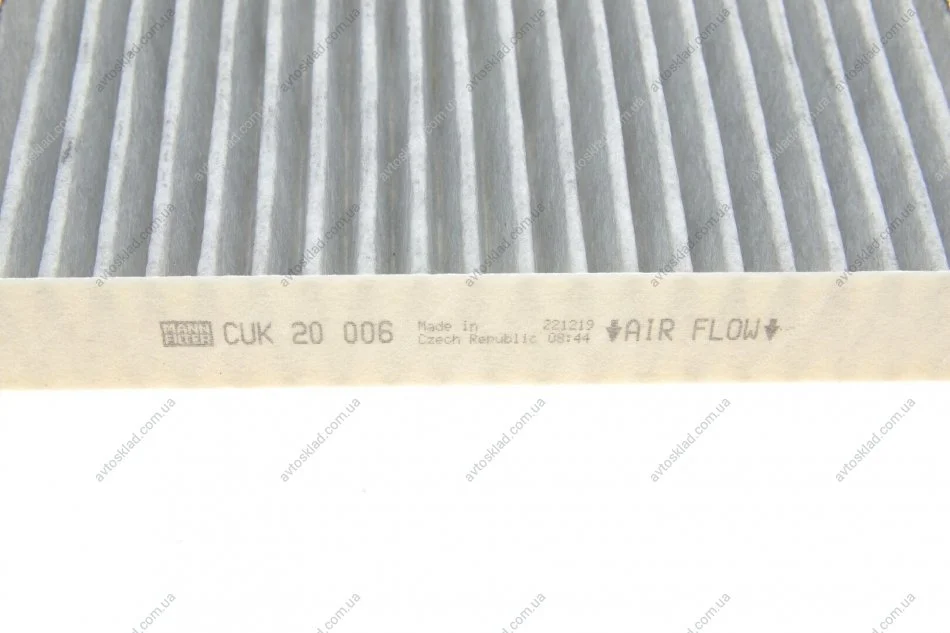 MANN FILTER CUK 20 006 Made in 221219 AIR FLOW
Czech Republic 08:44
avtosklad.com.ua